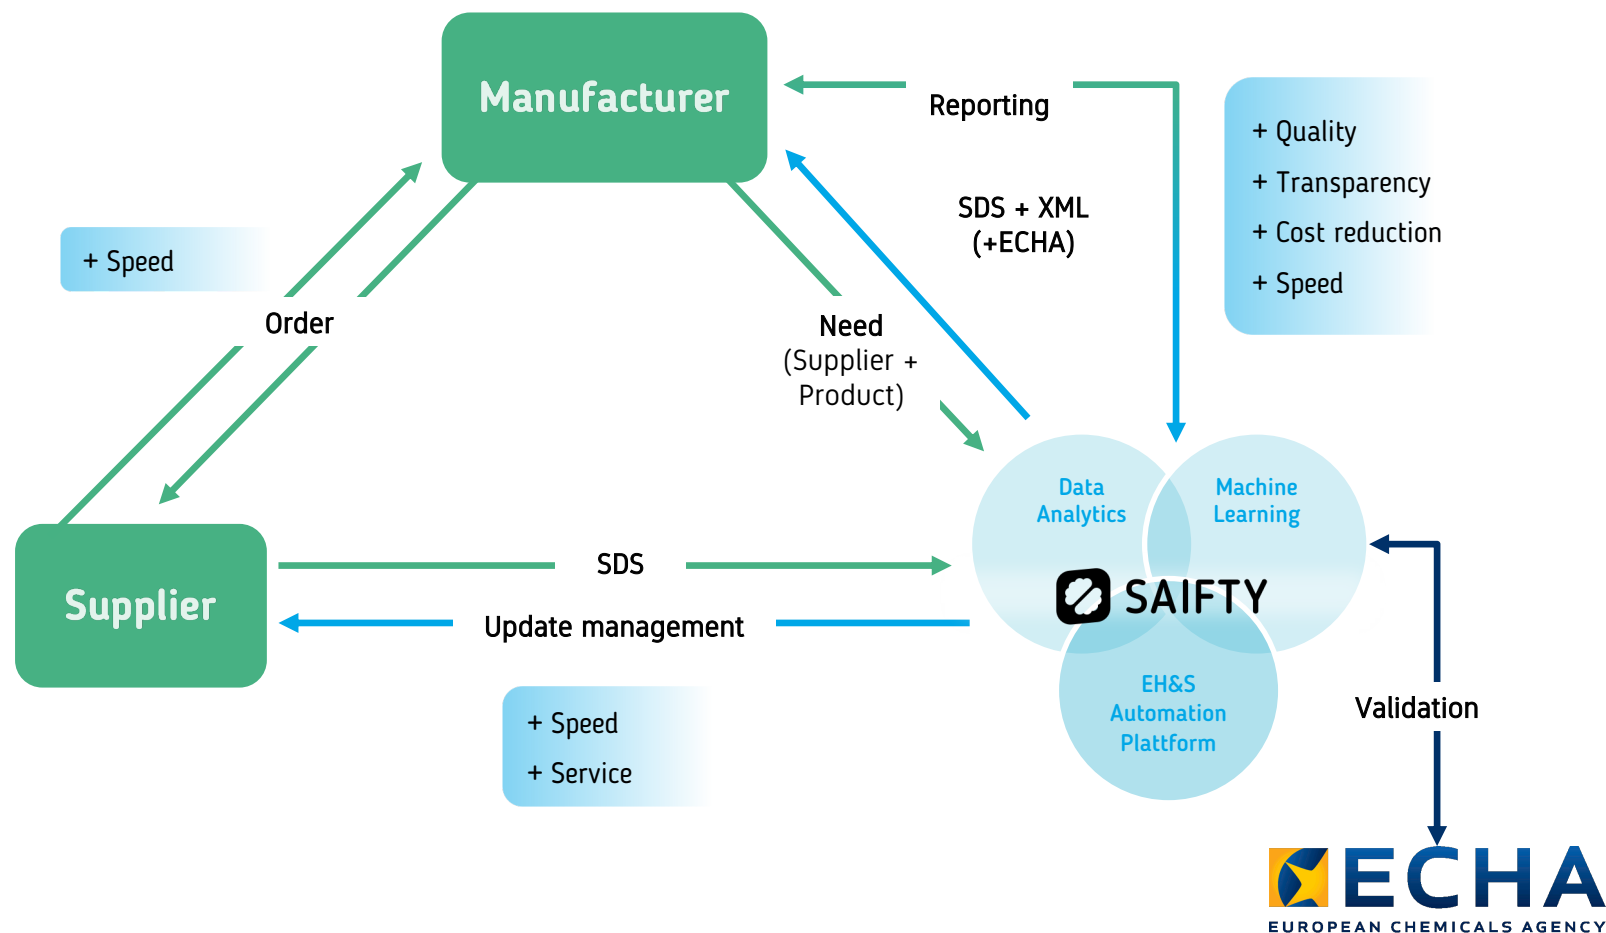 Manufacturer
Reporting
+ Quality
+ Transparency
+ Cost reduction
+ Speed
SDS + XML
(+ECHA)
+ Speed
Order
Need
(Supplier +
Product)
Data
Analytics
Machine
Learning
SAIFTY
EH&S
Automation
Plattform
Supplier
SDS
Update management
+ Speed
+ Service
Validation
ECHA
EUROPEAN CHEMICALS AGENCY